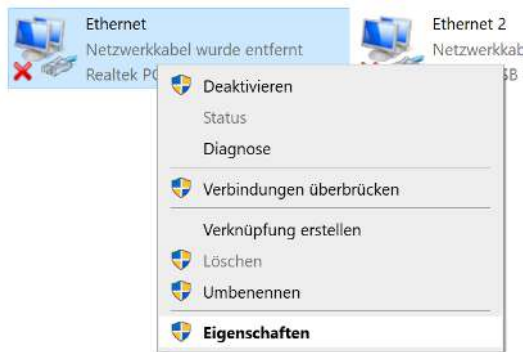 Ethernet
Netzwerkkabel wurde entfernt
Realtek
Ethernet 2
Deaktivieren
Status
Diagnose
Verbindungen überbrücken
Verknüpfung erstellen
Löschen
Umbenennen
Eigenschaften